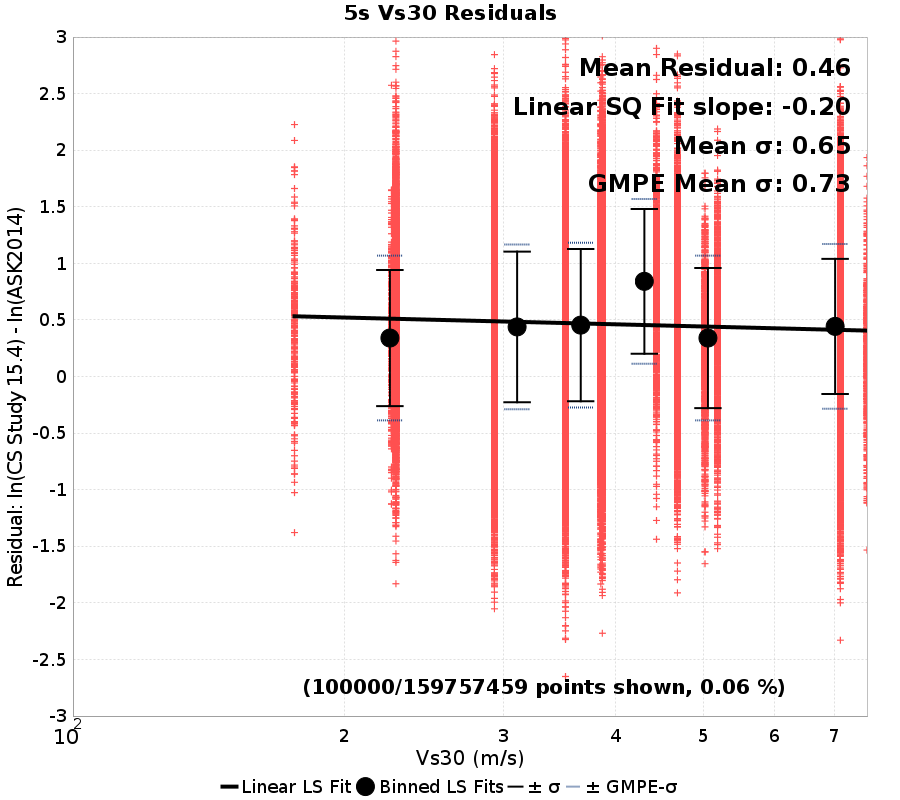 5s Vs30 Residuals
Mean Residual: 0.46
Linear SQ Fit slope: -0.20
Mean σ: 0.65
GMPE Mean σ: 0.73
3
2.5
2
1.5
1
0.5
0
-0.5
-1
-1.5
-2
-2.5
-3
Residual: ln(CS Study 15.4) - ln(ASK2014)
(100000/159757459 points shown, 0.06 %)
10^2 2 3 4 5 6 7
Vs30 (m/s)
Linear LS Fit Binned LS Fits ± σ ± GMPE-σ